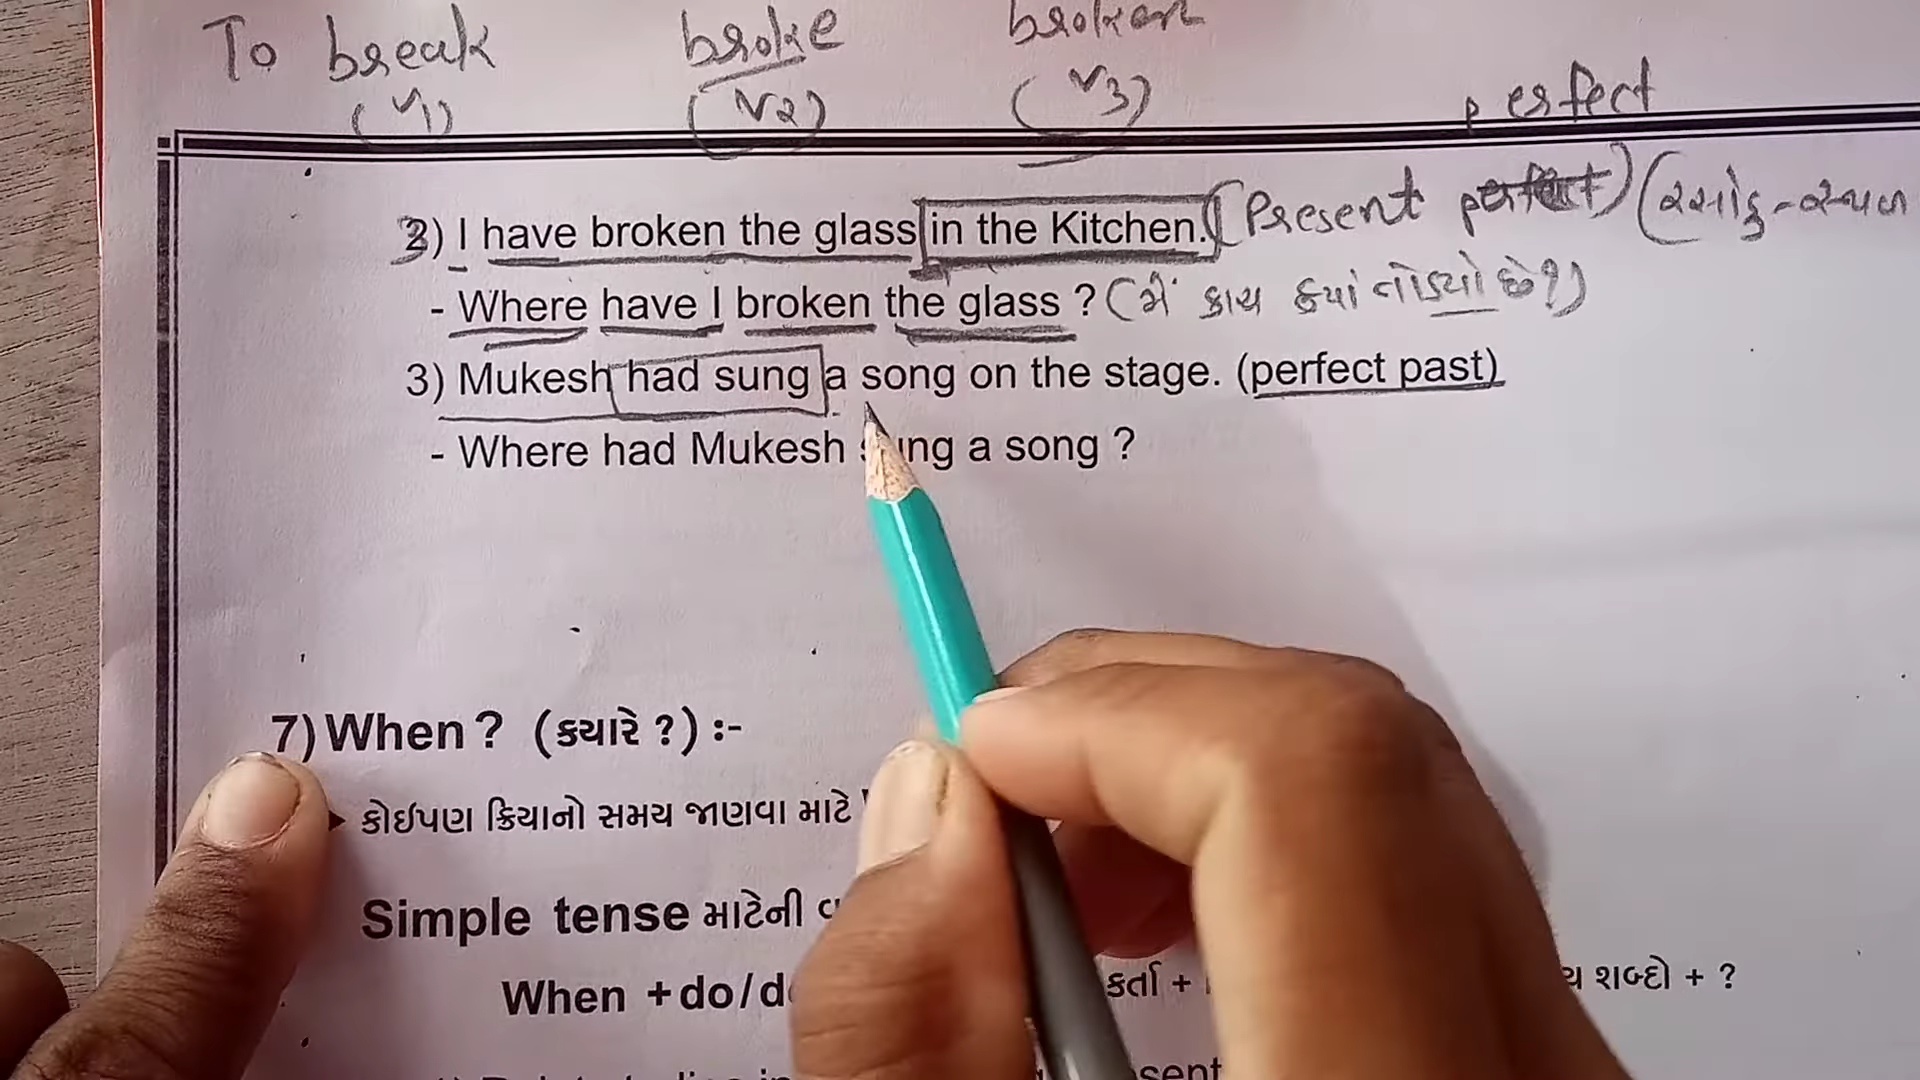 To break broke broken
(V1) (V2) (V3) perfect
2) I have broken the glass in the Kitchen. (Present perfect)
- Where have I broken the glass ? (મેં કાચ ક્યાં તોડ્યો છે?)
3) Mukesh had sung a song on the stage. (perfect past)
- Where had Mukesh sung a song ?
7) When ? (ક્યારે ?) :-
કોઈપણ ક્રિયાનો સમય જાણવા માટે
Simple tense માટેની
When + do/d કર્તા + શબ્દો + ?